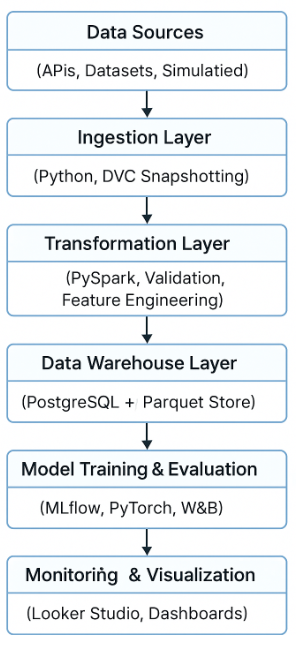 Data Sources
(APis, Datasets, Simulatied)
Ingestion Layer
(Python, DVC Snapshotting)
Transformation Layer
(PySpark, Validation,
Feature Engineering)
Data Warehouse Layer
(PostgreSQL + Parquet Store)
Model Training & Evaluation
(MLflow, PyTorch, W&B)
Monitoring & Visualization
(Looker Studio, Dashboards)